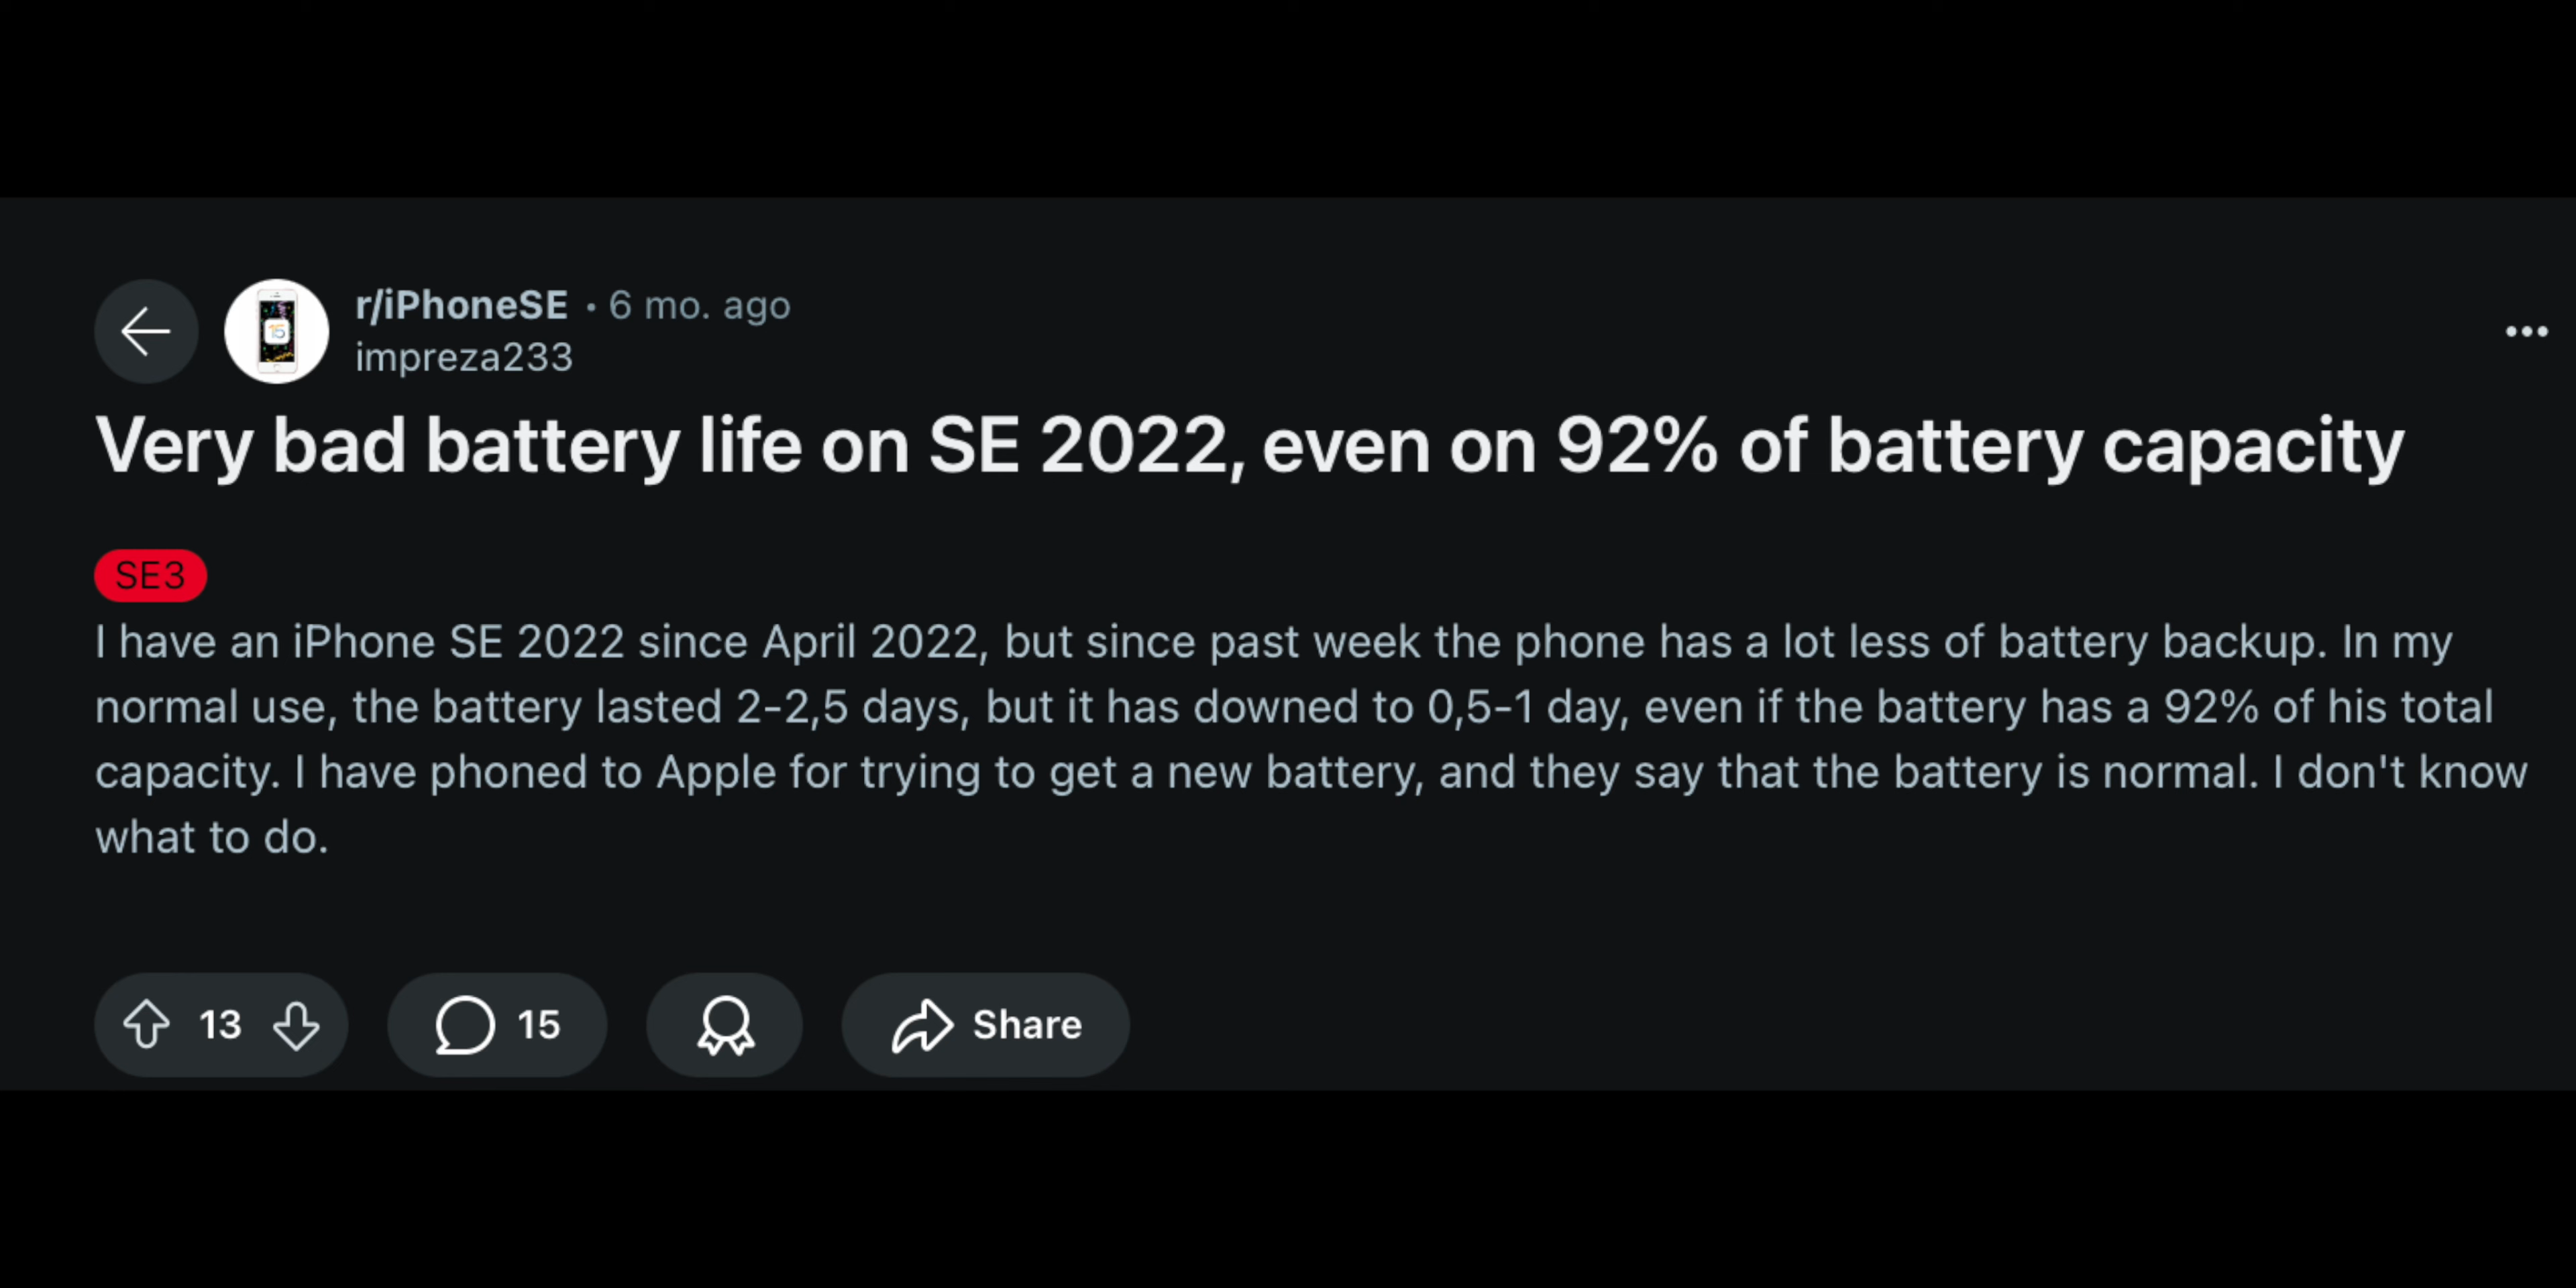 r/iPhoneSE • 6 mo. ago
impreza233
Very bad battery life on SE 2022, even on 92% of battery capacity
SE3
I have an iPhone SE 2022 since April 2022, but since past week the phone has a lot less of battery backup. In my
normal use, the battery lasted 2-2,5 days, but it has downed to 0,5-1 day, even if the battery has a 92% of his total
capacity. I have phoned to Apple for trying to get a new battery, and they say that the battery is normal. I don't know
what to do.
13
15
Share